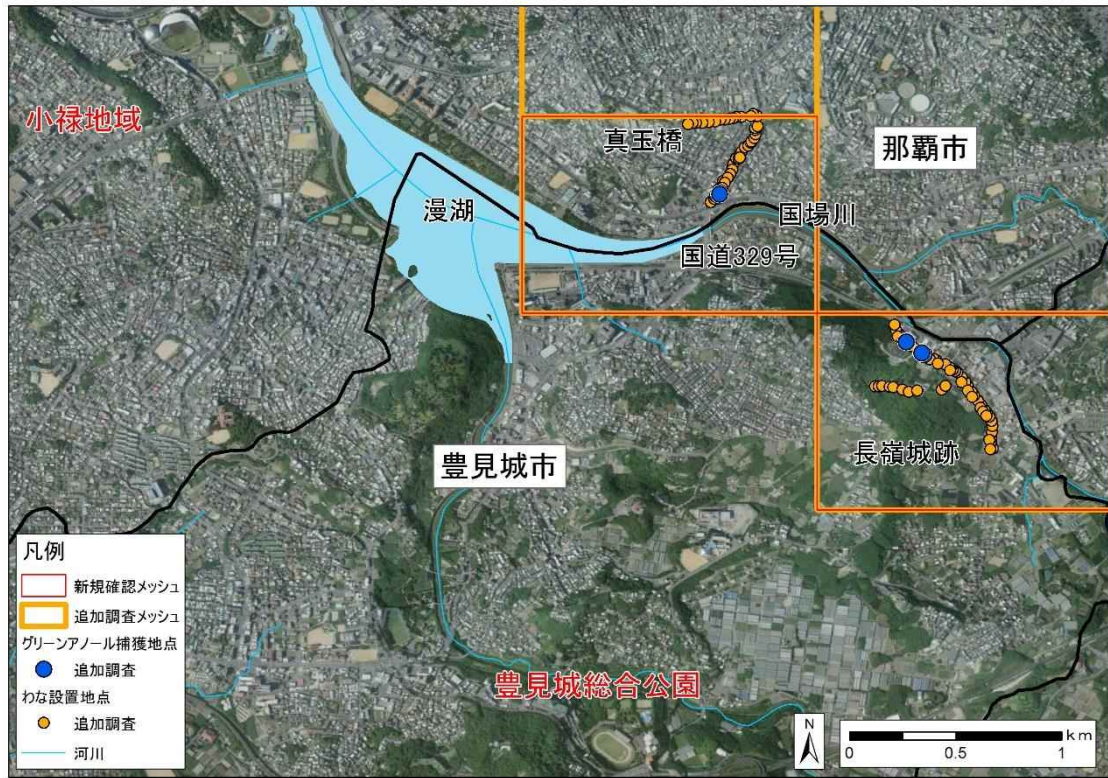 小禄地域
真玉橋
那覇市
漫湖
国場川
国道329号
豊見城市
長嶺城跡
凡例
新規確認メッシュ
追加調査メッシュ
グリーンアノール捕獲地点
追加調査
わな設置地点
追加調査
河川
豊見城総合公園
N
km
0 0.5 1